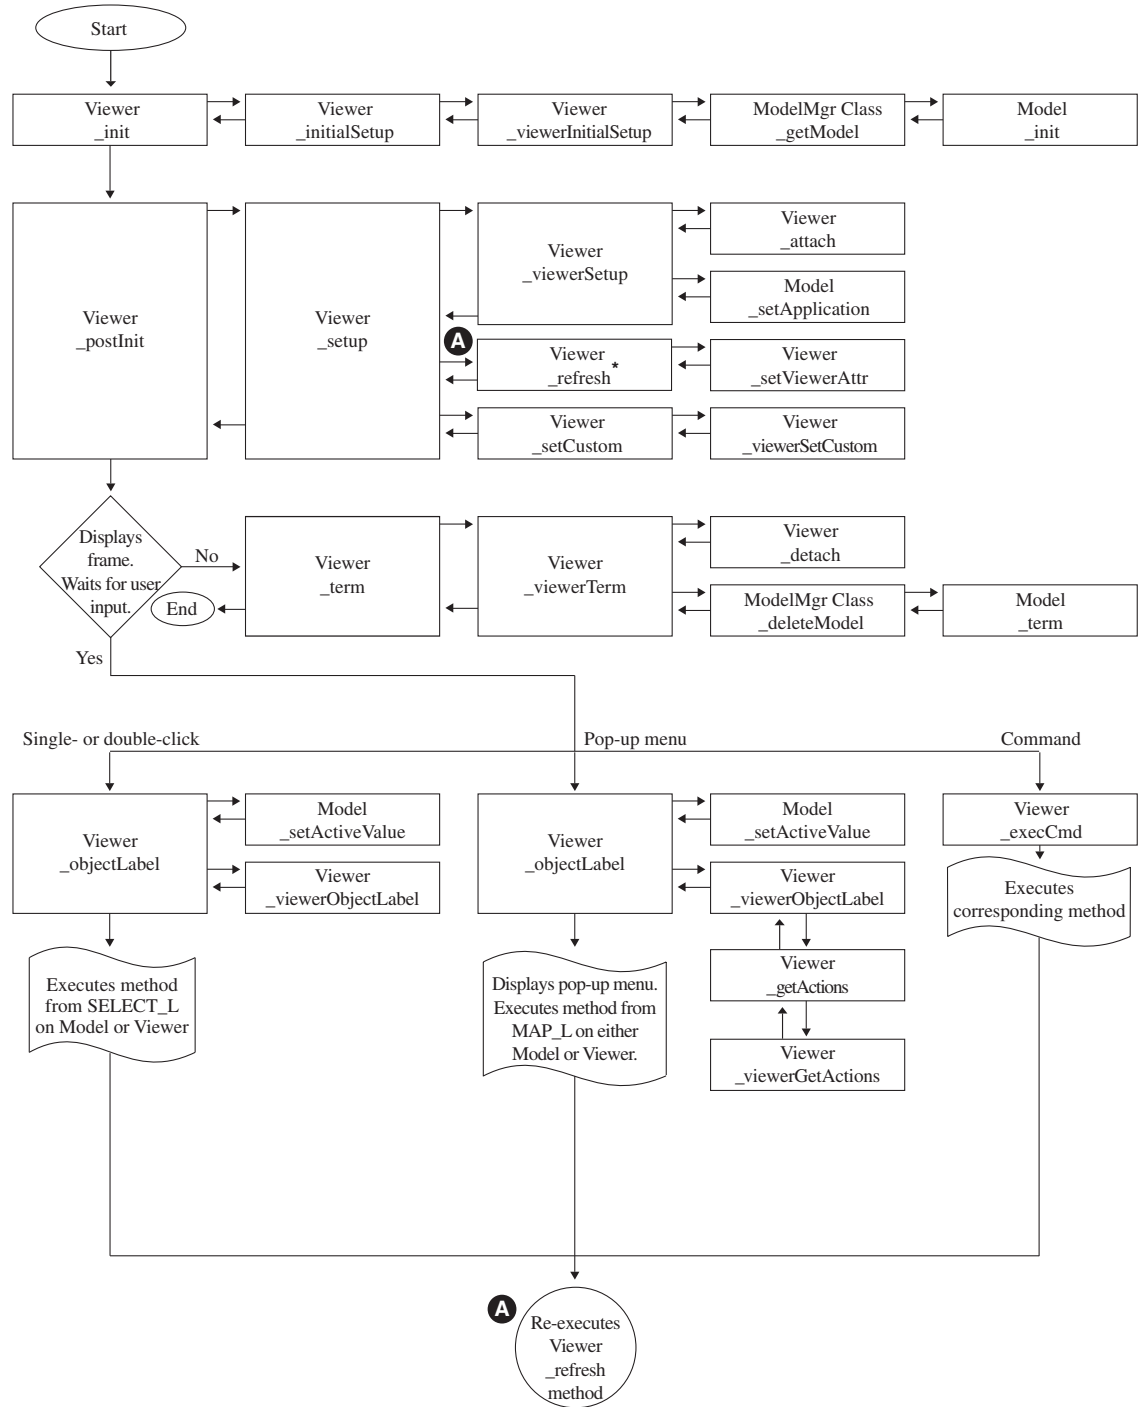 Start
Viewer
_init
Viewer
_initialSetup
Viewer
_viewerInitialSetup
ModelMgr Class
_getModel
Model
_init
Viewer
_postInit
Viewer
_setup
Viewer
_viewerSetup
Viewer
_attach
Model
_setApplication
A
Viewer
_refresh*
Viewer
_setViewerAttr
Viewer
_setCustom
Viewer
_viewerSetCustom
Displays
frame.
Waits for user
input.
No
End
Viewer
_term
Viewer
_viewerTerm
Viewer
_detach
ModelMgr Class
_deleteModel
Model
_term
Yes
Single- or double-click
Pop-up menu
Command
Viewer
_objectLabel
Model
_setActiveValue
Viewer
_viewerObjectLabel
Viewer
_objectLabel
Model
_setActiveValue
Viewer
_viewerObjectLabel
Viewer
_execCmd
Executes
corresponding method
Executes method
from SELECT_L
on Model or Viewer
Displays pop-up menu.
Executes method from
MAP_L on either
Model or Viewer.
Viewer
_getActions
Viewer
_viewerGetActions
A
Re-executes
Viewer
_refresh
method